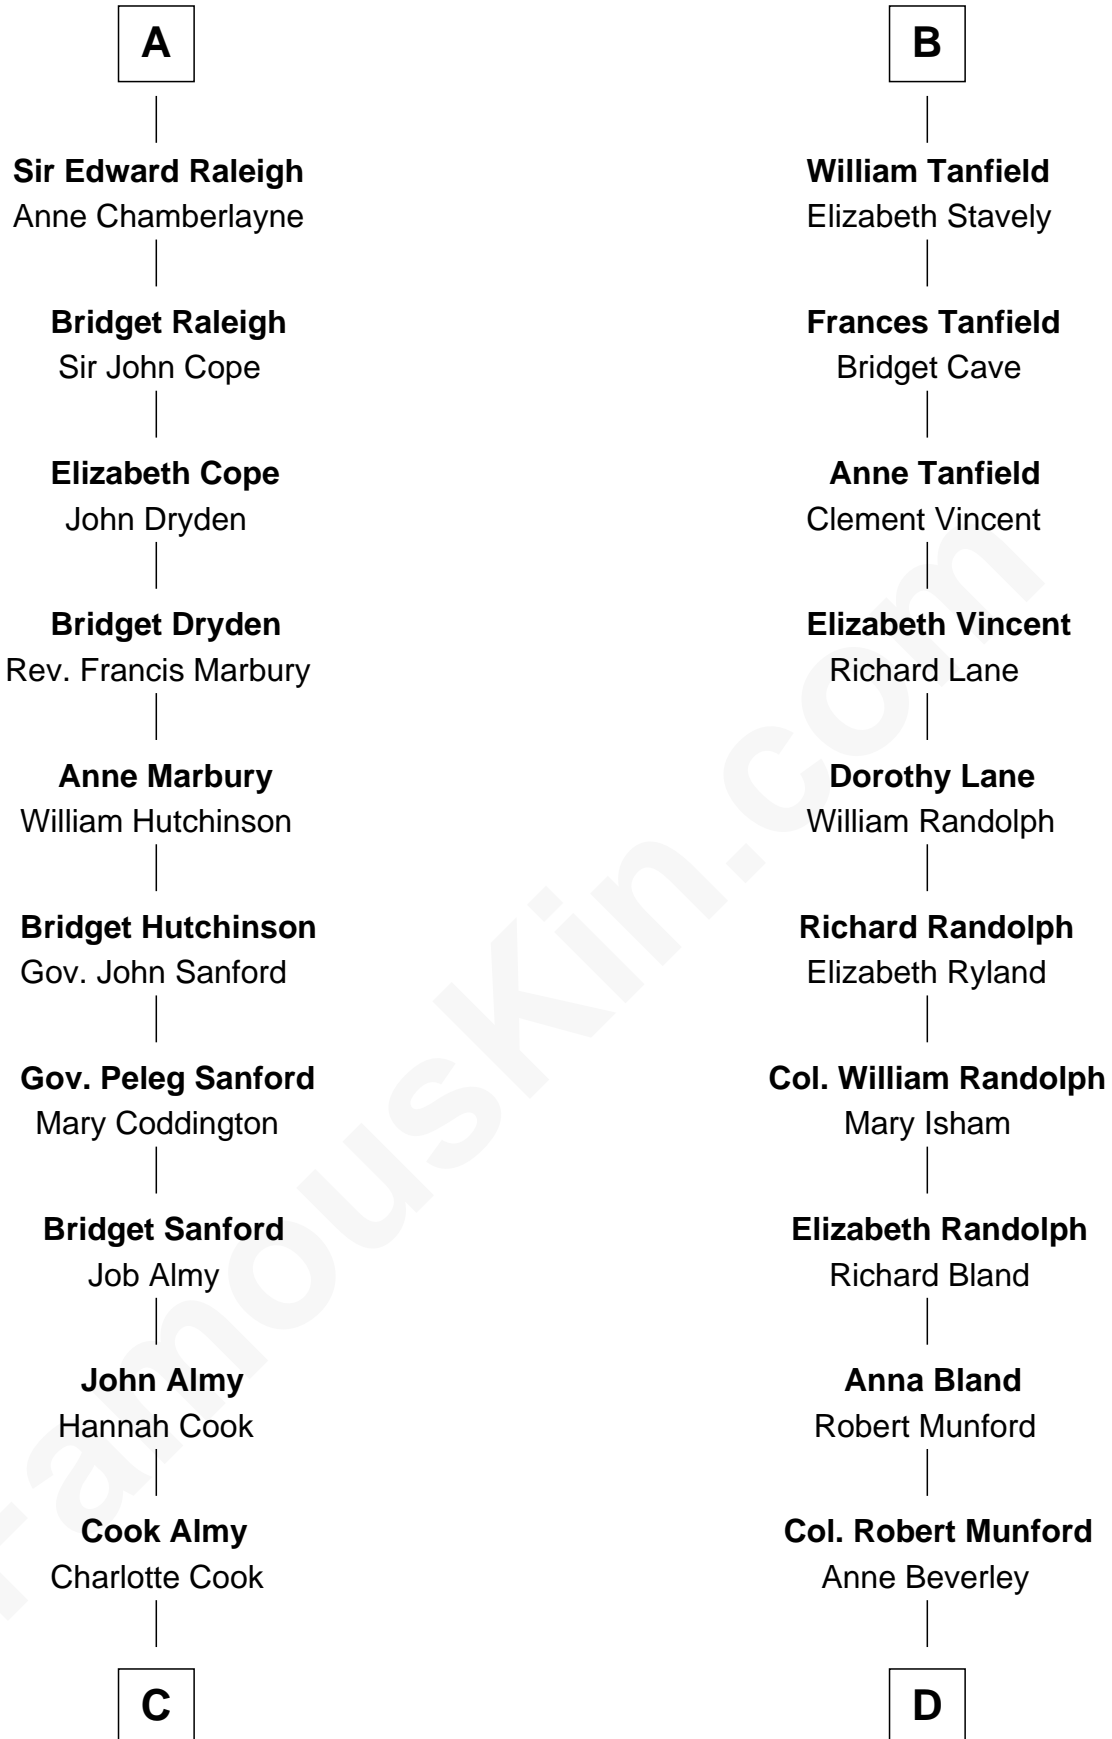 A
Sir Edward Raleigh
Anne Chamberlayne
Bridget Raleigh
Sir John Cope
Elizabeth Cope
John Dryden
Bridget Dryden
Rev. Francis Marbury
Anne Marbury
William Hutchinson
Bridget Hutchinson
Gov. John Sanford
Gov. Peleg Sanford
Mary Coddington
Bridget Sanford
Job Almy
John Almy
Hannah Cook
Cook Almy
Charlotte Cook
C
B
William Tanfield
Elizabeth Stavely
Frances Tanfield
Bridget Cave
Anne Tanfield
Clement Vincent
Elizabeth Vincent
Richard Lane
Dorothy Lane
William Randolph
Richard Randolph
Elizabeth Ryland
Col. William Randolph
Mary Isham
Elizabeth Randolph
Richard Bland
Anna Bland
Robert Munford
Col. Robert Munford
Anne Beverley
D
FamousKin.com